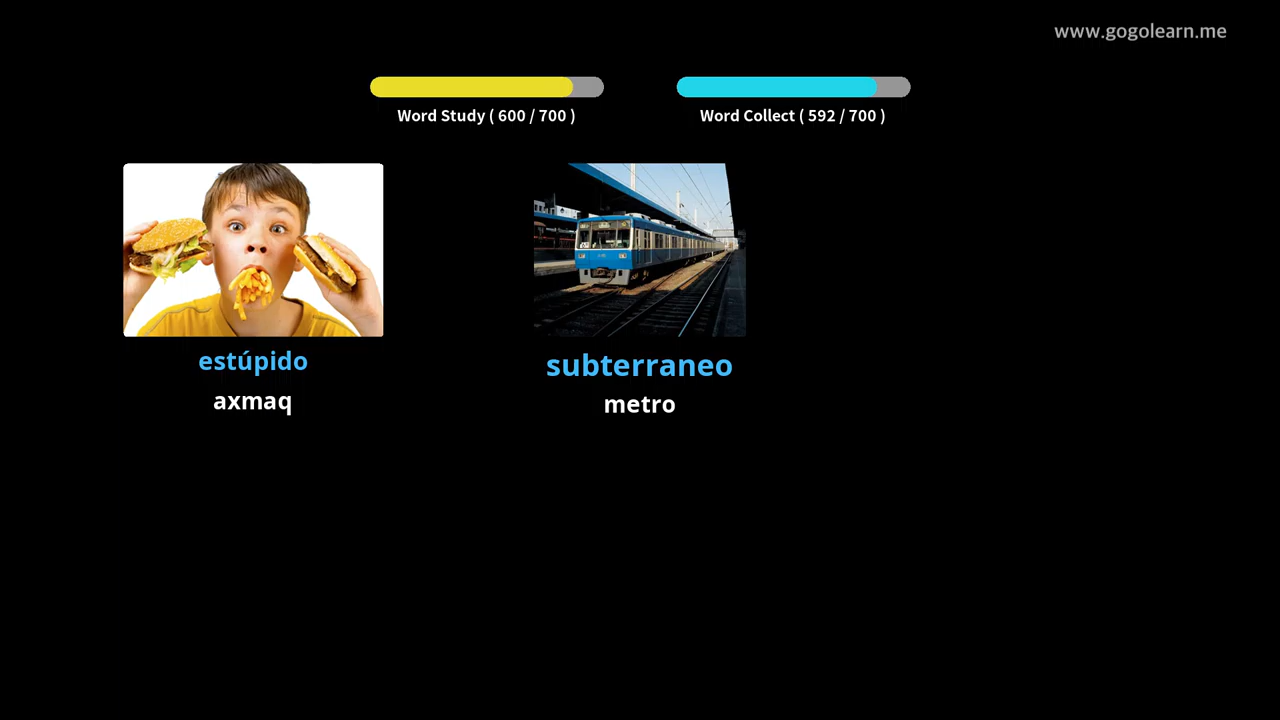 www.gogolearn.me
Word Study ( 600 / 700 )
Word Collect ( 592 / 700 )
estúpido
axmaq
subterraneo
metro